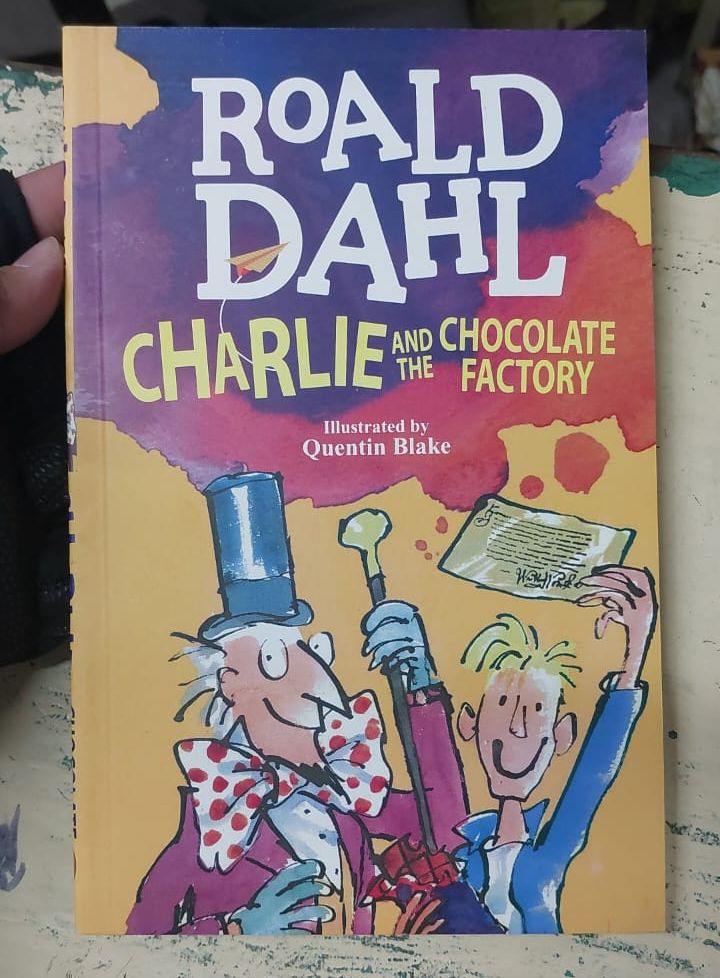 ROALD
DAHL
CHARLIE AND THE CHOCOLATE FACTORY
Illustrated by
Quentin Blake